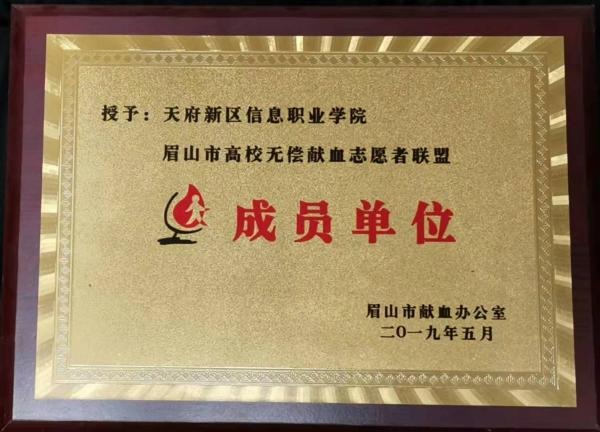 授予：天府新区信息职业学院
眉山市高校无偿献血志愿者联盟
成员单位
眉山市献血办公室
二〇一九年五月